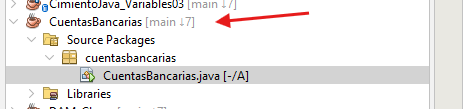 CimientoJava_Variables03 [main ↓7]
CuentasBancarias [main ↓7]
Source Packages
cuentasbancarias
CuentasBancarias.java [-/A]
Libraries